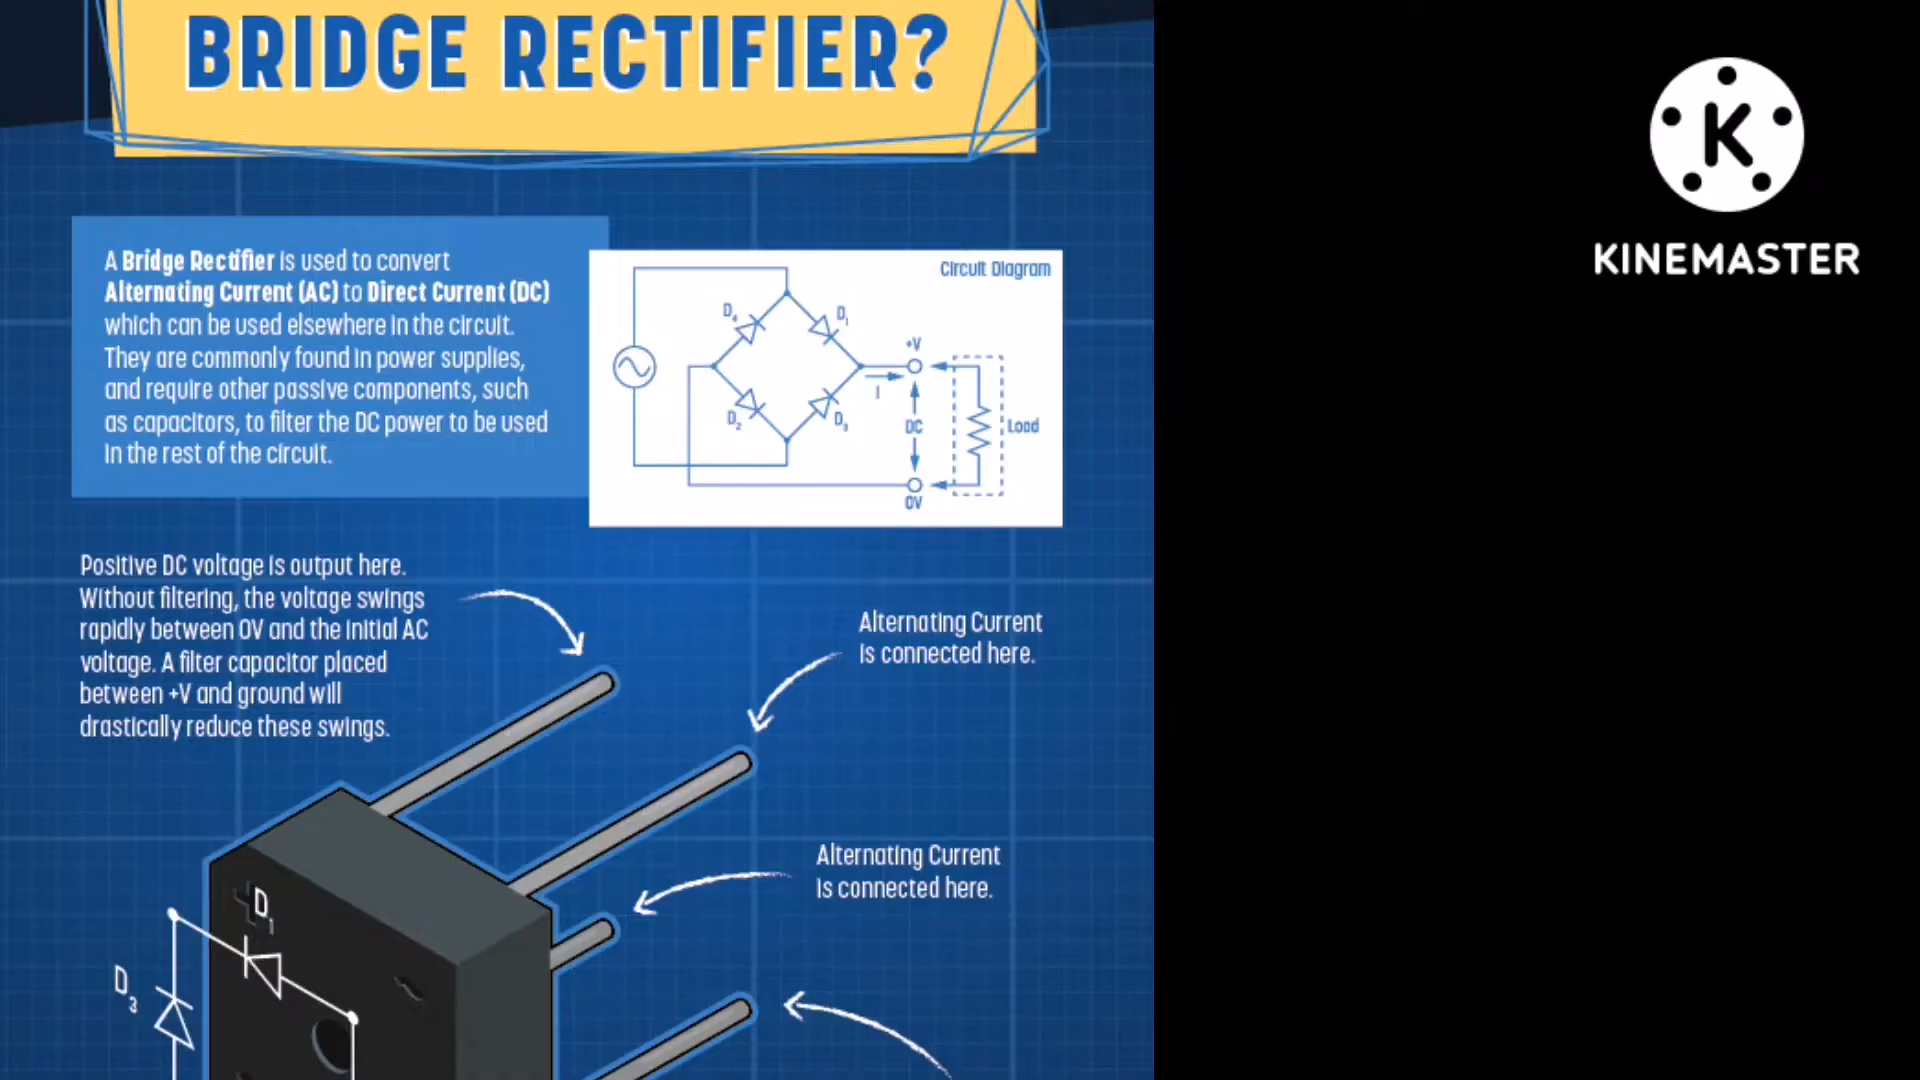 BRIDGE RECTIFIER?
A Bridge Rectifier is used to convert
Alternating Current (AC) to Direct Current (DC)
which can be used elsewhere in the circuit.
They are commonly found in power supplies,
and require other passive components, such
as capacitors, to filter the DC power to be used
in the rest of the circuit.
Circuit Diagram
D4
D1
+V
I
D2
D3
DC
Load
0V
Positive DC voltage is output here.
Without filtering, the voltage swings
rapidly between 0V and the initial AC
voltage. A filter capacitor placed
between +V and ground will
drastically reduce these swings.
Alternating Current
is connected here.
Alternating Current
is connected here.
+
D1
~
D3
K
KINEMASTER